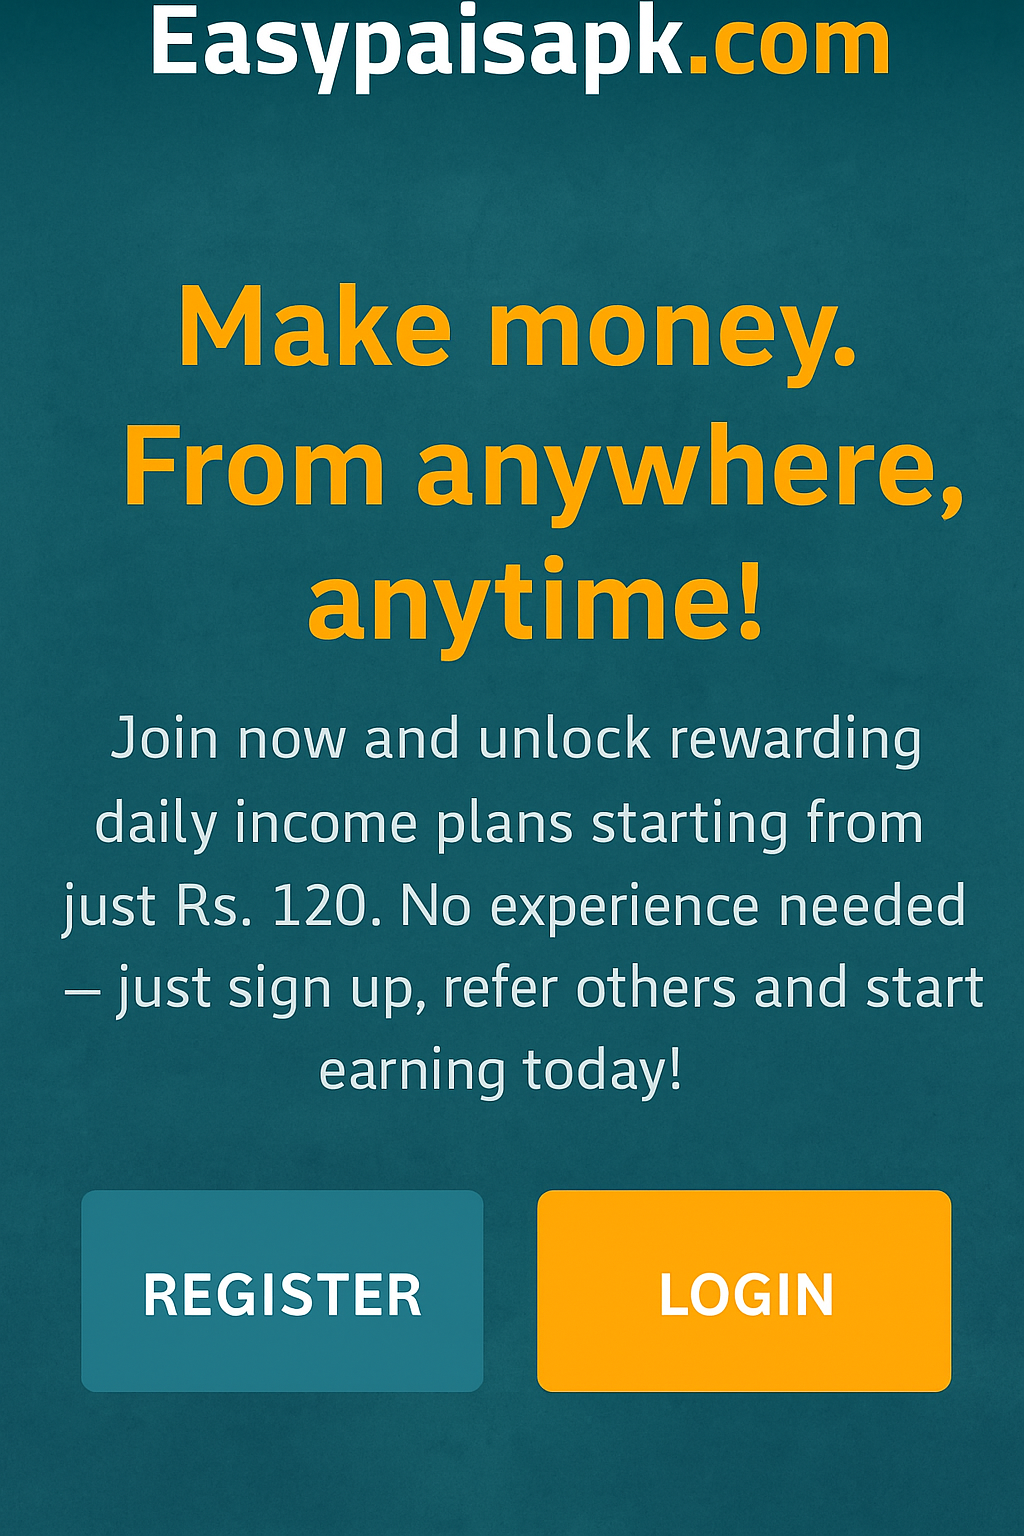 Easypaisapk.com
Make money.
From anywhere,
anytime!
Join now and unlock rewarding
daily income plans starting from
just Rs. 120. No experience needed
– just sign up, refer others and start
earning today!
REGISTER
LOGIN